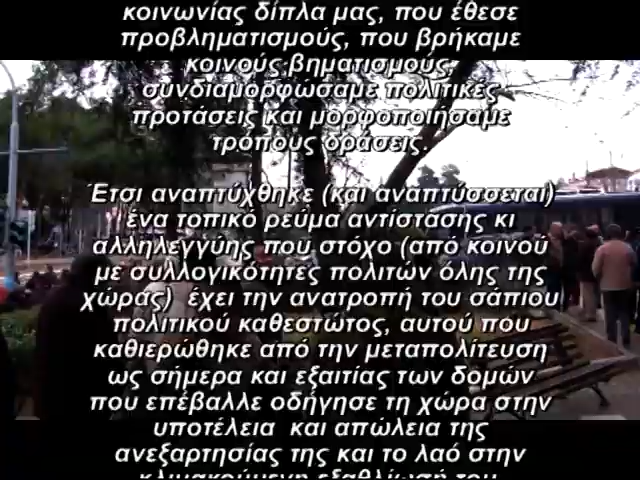 κοινωνίας δίπλα μας, που έθεσε
προβληματισμούς, που βρήκαμε
κοινούς βηματισμούς,
συνδιαμορφώσαμε πολιτικές
προτάσεις και μορφοποιήσαμε
τρόπους δράσεις.
Έτσι αναπτύχθηκε (και αναπτύσσεται)
ένα τοπικό ρεύμα αντίστασης κι
αλληλεγγύης που στόχο (από κοινού
με συλλογικότητες πολιτών όλης της
χώρας) έχει την ανατροπή του σάπιου
πολιτικού καθεστώτος, αυτού που
καθιερώθηκε από την μεταπολίτευση
ως σήμερα και εξαιτίας των δομών
που επέβαλλε οδήγησε τη χώρα στην
υποτέλεια και απώλεια της
ανεξαρτησίας της και το λαό στην
κλιμακούμενη εξαθλίωσή του